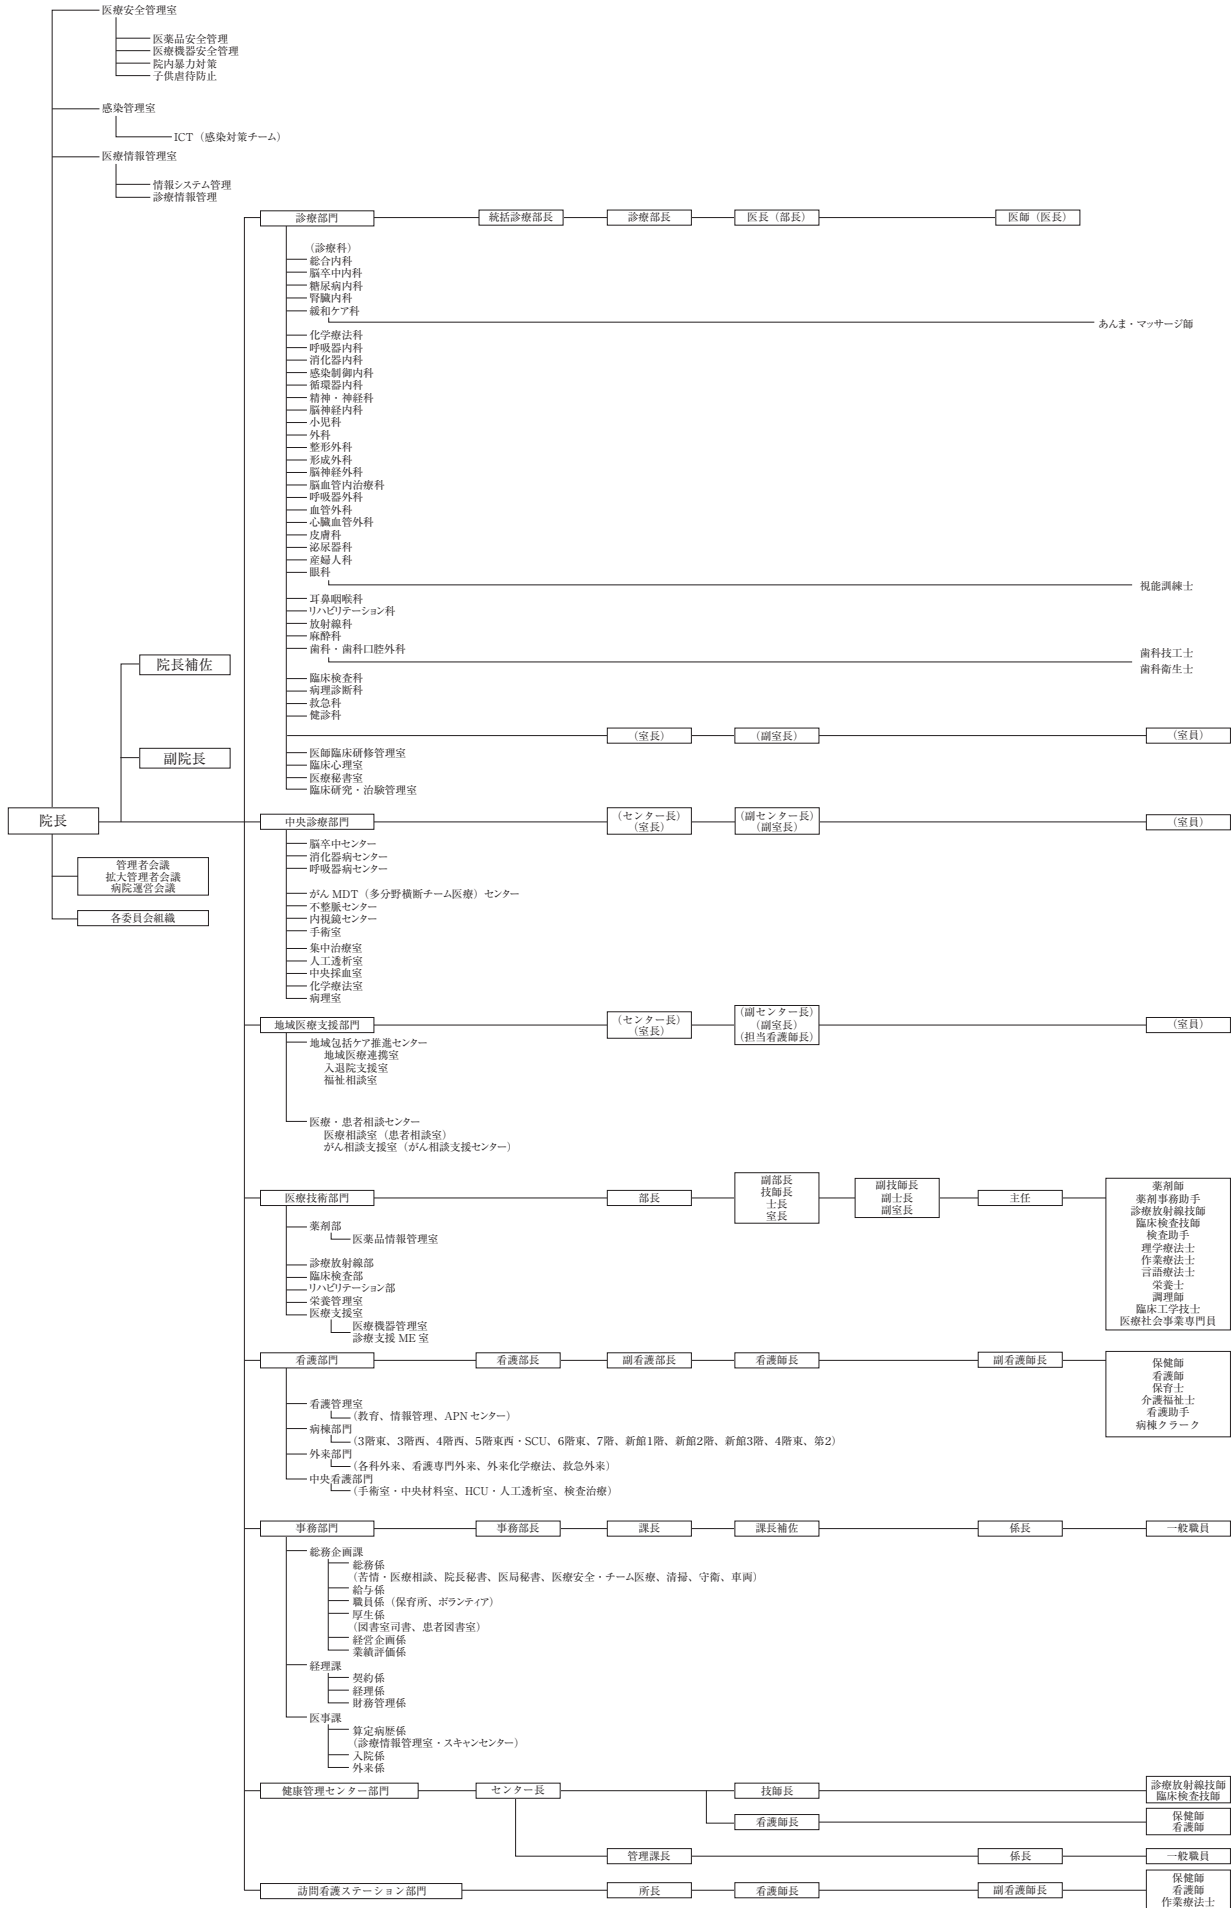 医療安全管理室
医薬品安全管理
医療機器安全管理
院内暴力対策
子供虐待防止
感染管理室
ICT（感染対策チーム）
医療情報管理室
情報システム管理
診療情報管理
診療部門
統括診療部長
診療部長
医長（部長）
医師（医長）
（診療科）
総合内科
脳卒中内科
糖尿病内科
腎臓内科
緩和ケア科
あんま・マッサージ師
化学療法科
呼吸器内科
消化器内科
感染制御内科
循環器内科
精神・神経科
脳神経内科
小児科
外科
整形外科
形成外科
脳神経外科
脳血管内治療科
呼吸器外科
血管外科
心臓血管外科
皮膚科
泌尿器科
産婦人科
眼科
視能訓練士
耳鼻咽喉科
リハビリテーション科
放射線科
麻酔科
歯科・歯科口腔外科
歯科技工士
歯科衛生士
臨床検査科
病理診断科
救急科
健診科
（室長）
（副室長）
（室員）
医師臨床研修管理室
臨床心理室
医療秘書室
臨床研究・治験管理室
院長補佐
副院長
院長
管理者会議
拡大管理者会議
病院運営会議
各委員会組織
中央診療部門
（センター長）
（室長）
（副センター長）
（副室長）
（室員）
脳卒中センター
消化器病センター
呼吸器病センター
がん MDT（多分野横断チーム医療）センター
不整脈センター
内視鏡センター
手術室
集中治療室
人工透析室
中央採血室
化学療法室
病理室
地域医療支援部門
（センター長）
（室長）
（副センター長）
（副室長）
（担当看護師長）
（室員）
地域包括ケア推進センター
地域医療連携室
入退院支援室
福祉相談室
医療・患者相談センター
医療相談室（患者相談室）
がん相談支援室（がん相談支援センター）
医療技術部門
部長
副部長
技師長
士長
室長
副技師長
副士長
副室長
主任
薬剤師
薬剤事務助手
診療放射線技師
臨床検査技師
検査助手
理学療法士
作業療法士
言語療法士
栄養士
調理師
臨床工学技士
医療社会事業専門員
薬剤部
医薬品情報管理室
診療放射線部
臨床検査部
リハビリテーション部
栄養管理室
医療支援室
医療機器管理室
診療支援 ME 室
看護部門
看護部長
副看護部長
看護師長
副看護師長
保健師
看護師
保育士
介護福祉士
看護助手
病棟クラーク
看護管理室
（教育、情報管理、APN センター）
病棟部門
（3階東、3階西、4階西、5階東西・SCU、6階東、7階、新館1階、新館2階、新館3階、4階東、第2）
外来部門
（各科外来、看護専門外来、外来化学療法、救急外来）
中央看護部門
（手術室・中央材料室、HCU・人工透析室、検査治療）
事務部門
事務部長
課長
課長補佐
係長
一般職員
総務企画課
総務係
（苦情・医療相談、院長秘書、医局秘書、医療安全・チーム医療、清掃、守衛、車両）
給与係
職員係（保育所、ボランティア）
厚生係
（図書室司書、患者図書室）
経営企画係
業績評価係
経理課
契約係
経理係
財務管理係
医事課
算定病歴係
（診療情報管理室・スキャンセンター）
入院係
外来係
健康管理センター部門
センター長
技師長
診療放射線技師
臨床検査技師
看護師長
保健師
看護師
管理課長
係長
一般職員
訪問看護ステーション部門
所長
看護師長
副看護師長
保健師
看護師
作業療法士